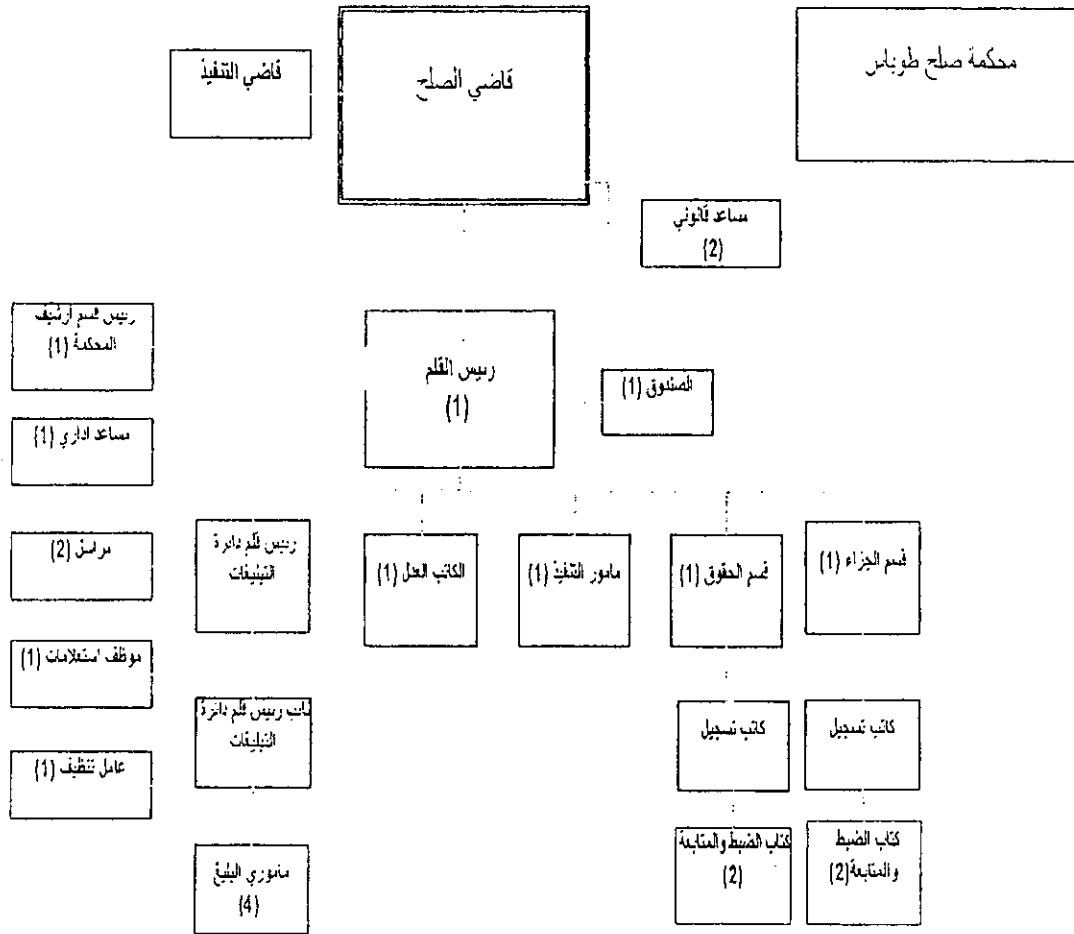 محكمة صلح طوباس
قاضي الصلح
قاضي التنفيذ
مساعد قانوني
(2)
رئيس القلم
(1)
الصندوق (1)
رئيس قسم ارشيف
المحكمة (1)
مساعد اداري (1)
مراسل (2)
موظف استعلامات (1)
عامل تنظيف (1)
قسم الجزاء (1)
قسم الحقوق (1)
مامور التنفيذ (1)
الكاتب العدل (1)
رئيس قلم دائرة
التبليغات
كاتب تسجيل
كاتب تسجيل
نائب رئيس قلم دائرة
التبليغات
كتاب الضبط
والمتابعة(2)
كتاب الضبط والمتابعة
(2)
ماموري التبليغ
(4)